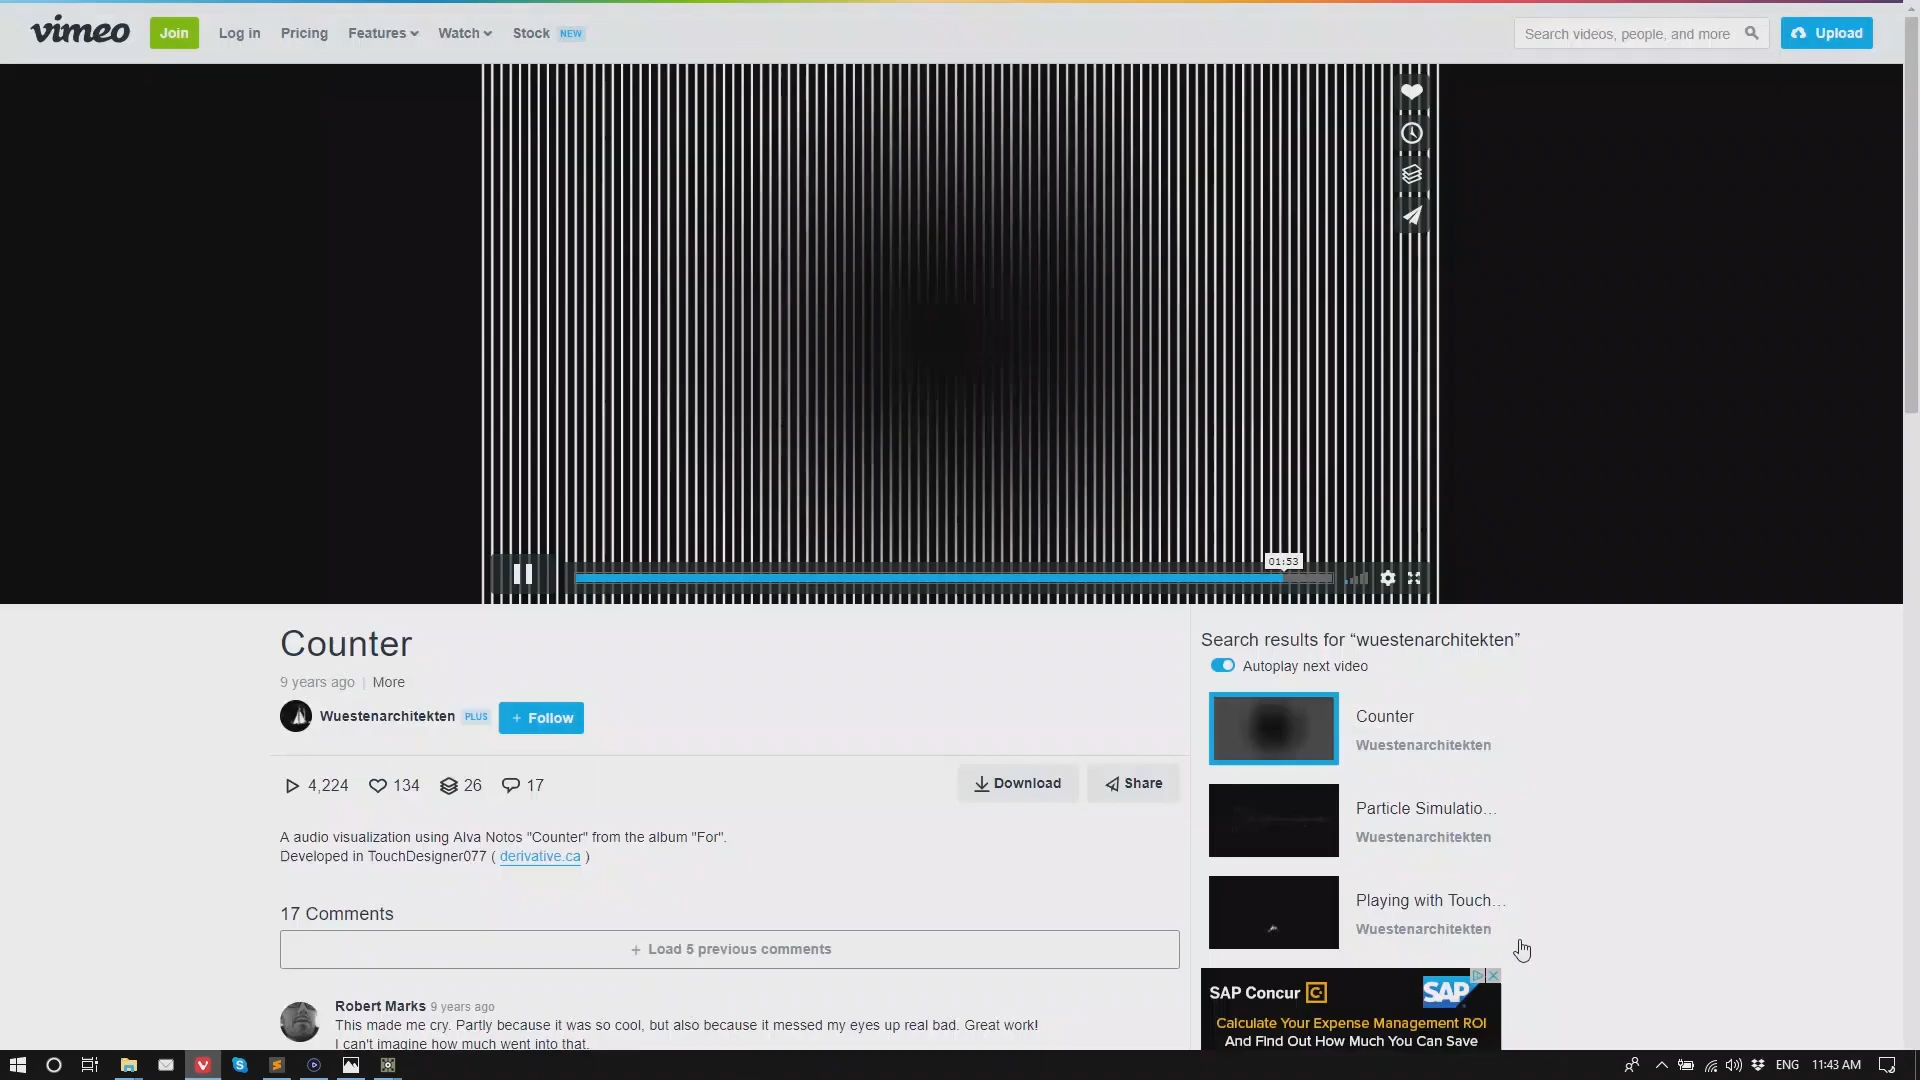 vimeo Join Log in Pricing Features Watch Stock NEW Search videos, people, and more Upload
01:53
Counter
9 years ago | More
Wuestenarchitekten PLUS + Follow
4,224 134 26 17 Download Share
A audio visualization using Alva Notos "Counter" from the album "For".
Developed in TouchDesigner077 ( derivative.ca )
17 Comments
+ Load 5 previous comments
Robert Marks 9 years ago
This made me cry. Partly because it was so cool, but also because it messed my eyes up real bad. Great work!
I can't imagine how much went into that.
Search results for “wuestenarchitekten”
Autoplay next video
Counter
Wuestenarchitekten
Particle Simulatio...
Wuestenarchitekten
Playing with Touch...
Wuestenarchitekten
SAP Concur C SAP
Calculate Your Expense Management ROI
And Find Out How Much You Can Save
ENG 11:43 AM